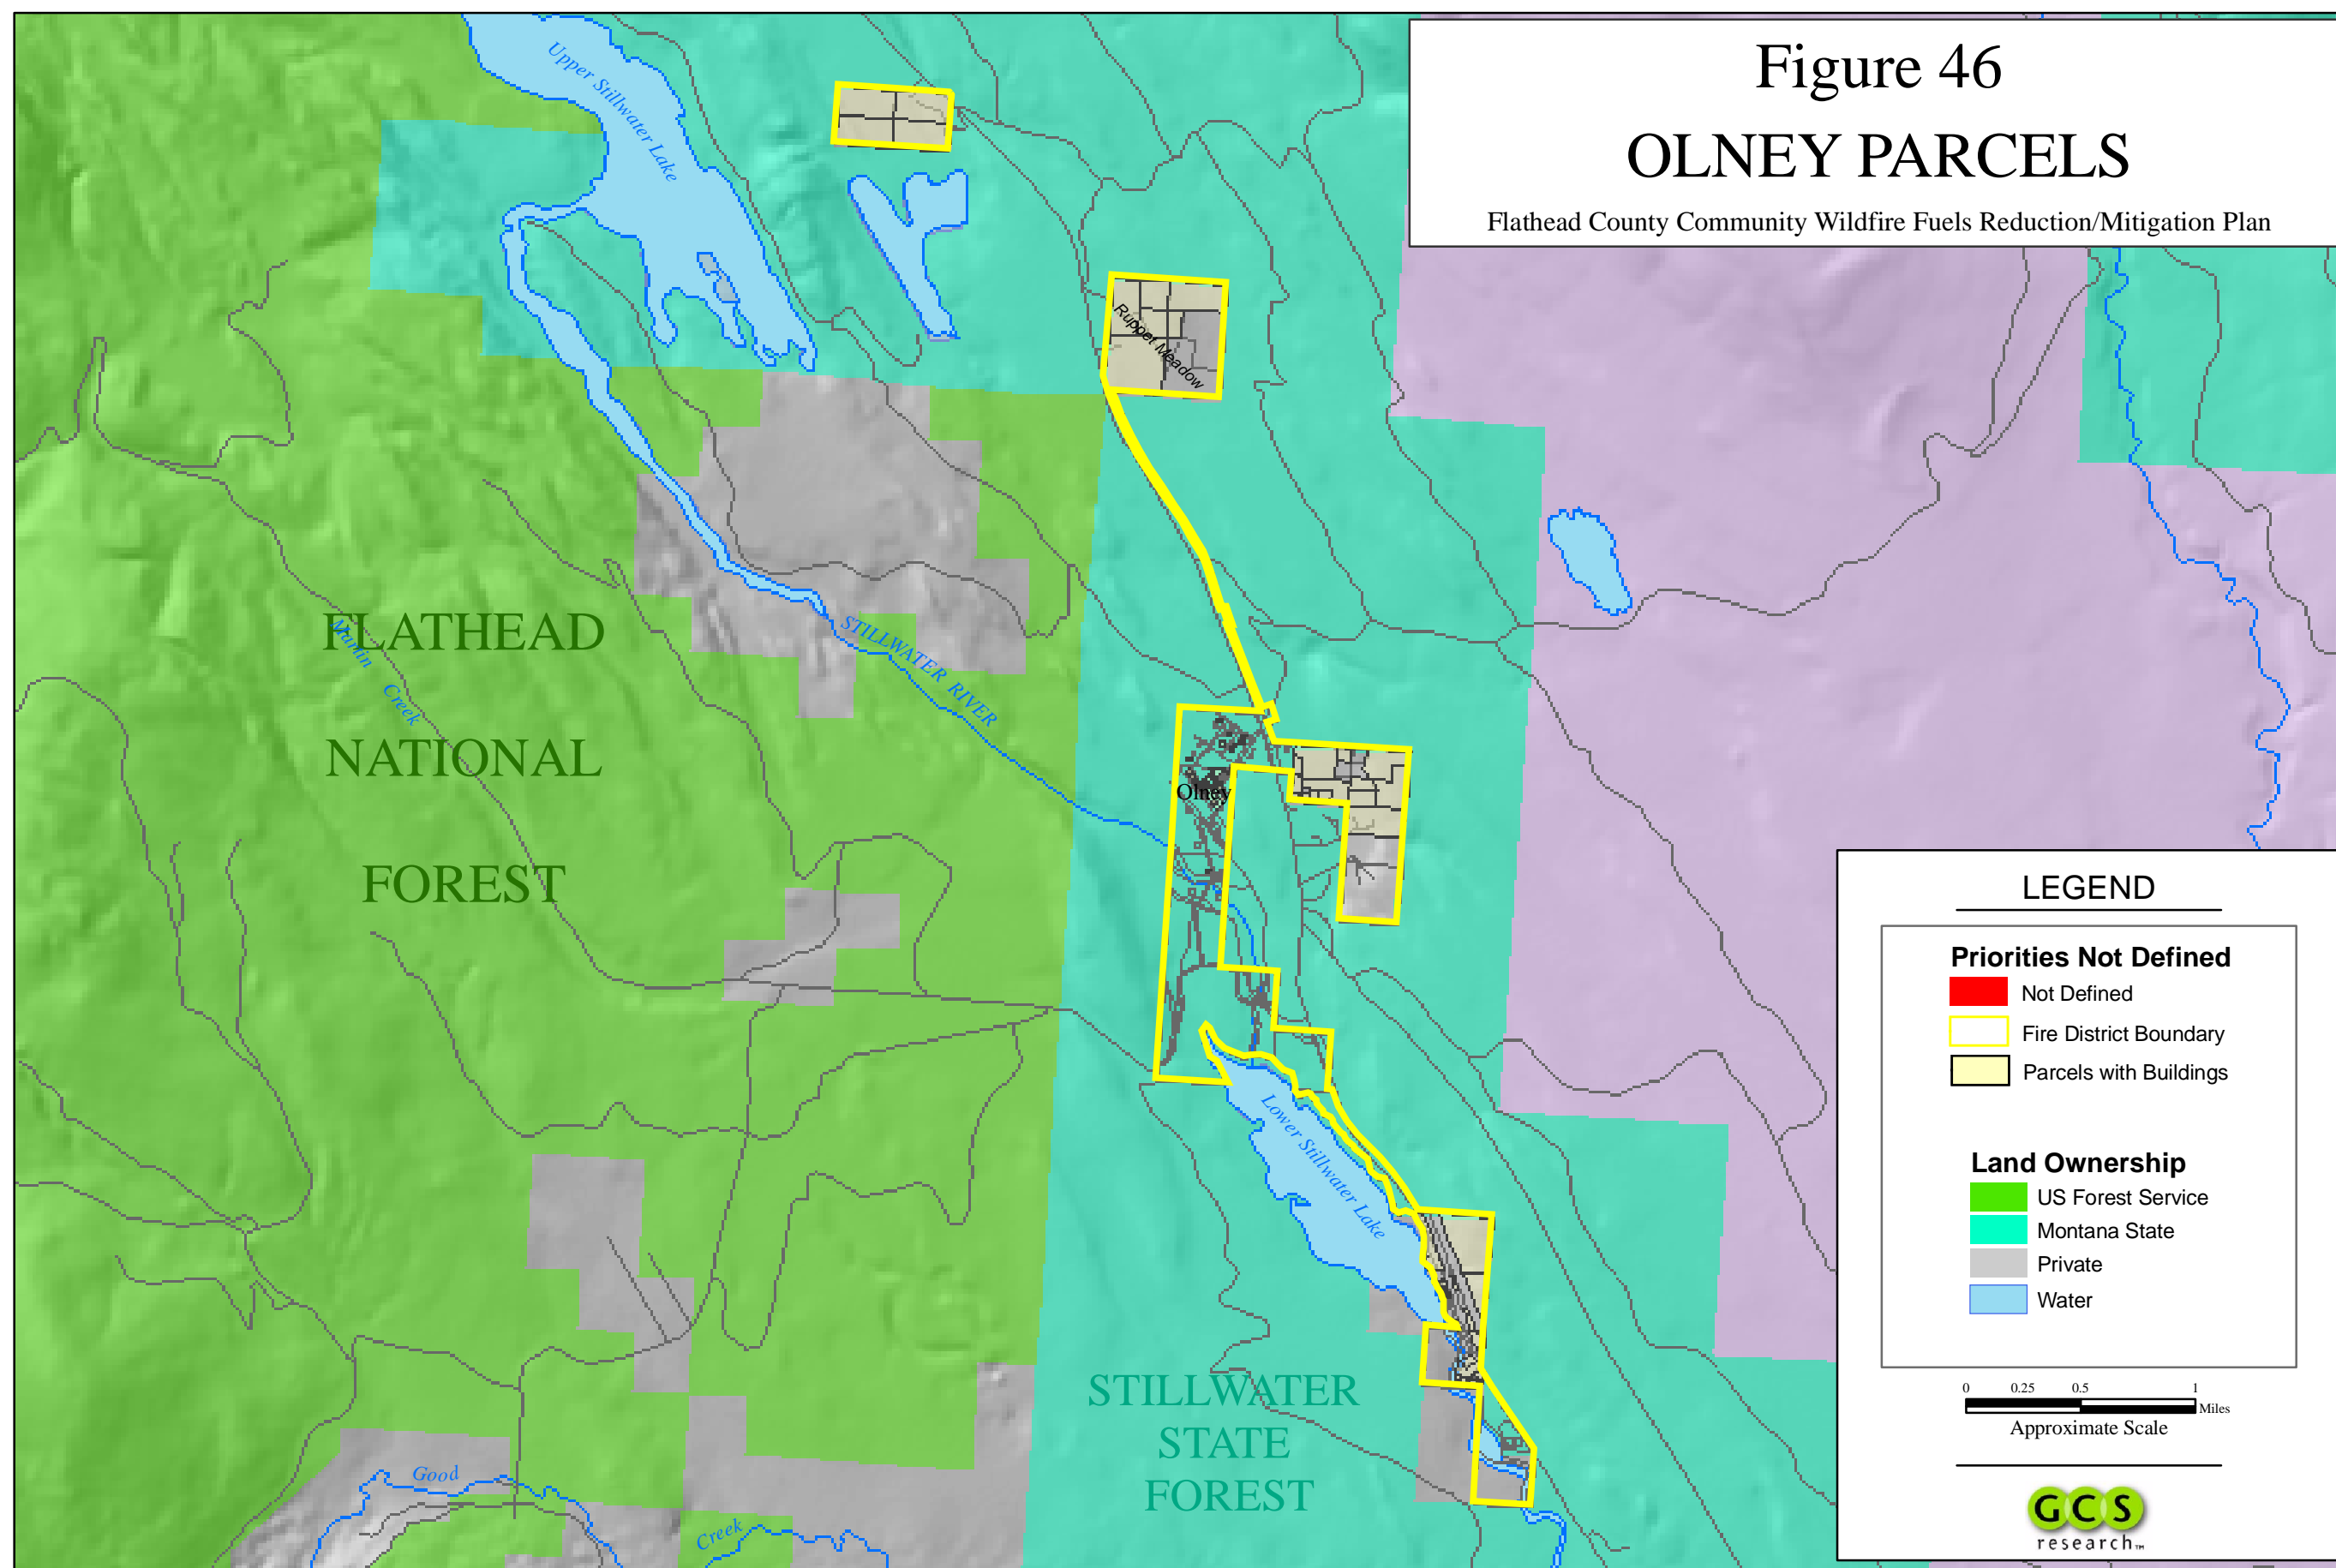 Figure 46
OLNEY PARCELS
Flathead County Community Wildfire Fuels Reduction/Mitigation Plan
Upper Stillwater Lake
Ruppet Meadow
FLATHEAD
NATIONAL
FOREST
Martin
Creek
STILLWATER RIVER
Olney
Lower Stillwater Lake
STILLWATER
STATE
FOREST
Good
Creek
LEGEND
Priorities Not Defined
Not Defined
Fire District Boundary
Parcels with Buildings
Land Ownership
US Forest Service
Montana State
Private
Water
0 0.25 0.5 1
Miles
Approximate Scale
GCS
research™